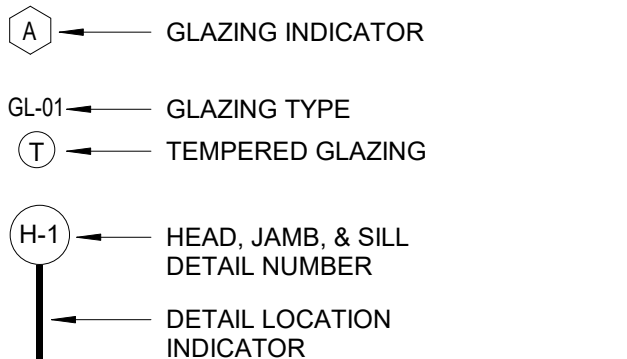 A GLAZING INDICATOR
GL-01 GLAZING TYPE
T TEMPERED GLAZING
H-1 HEAD, JAMB, & SILL
DETAIL NUMBER
DETAIL LOCATION
INDICATOR